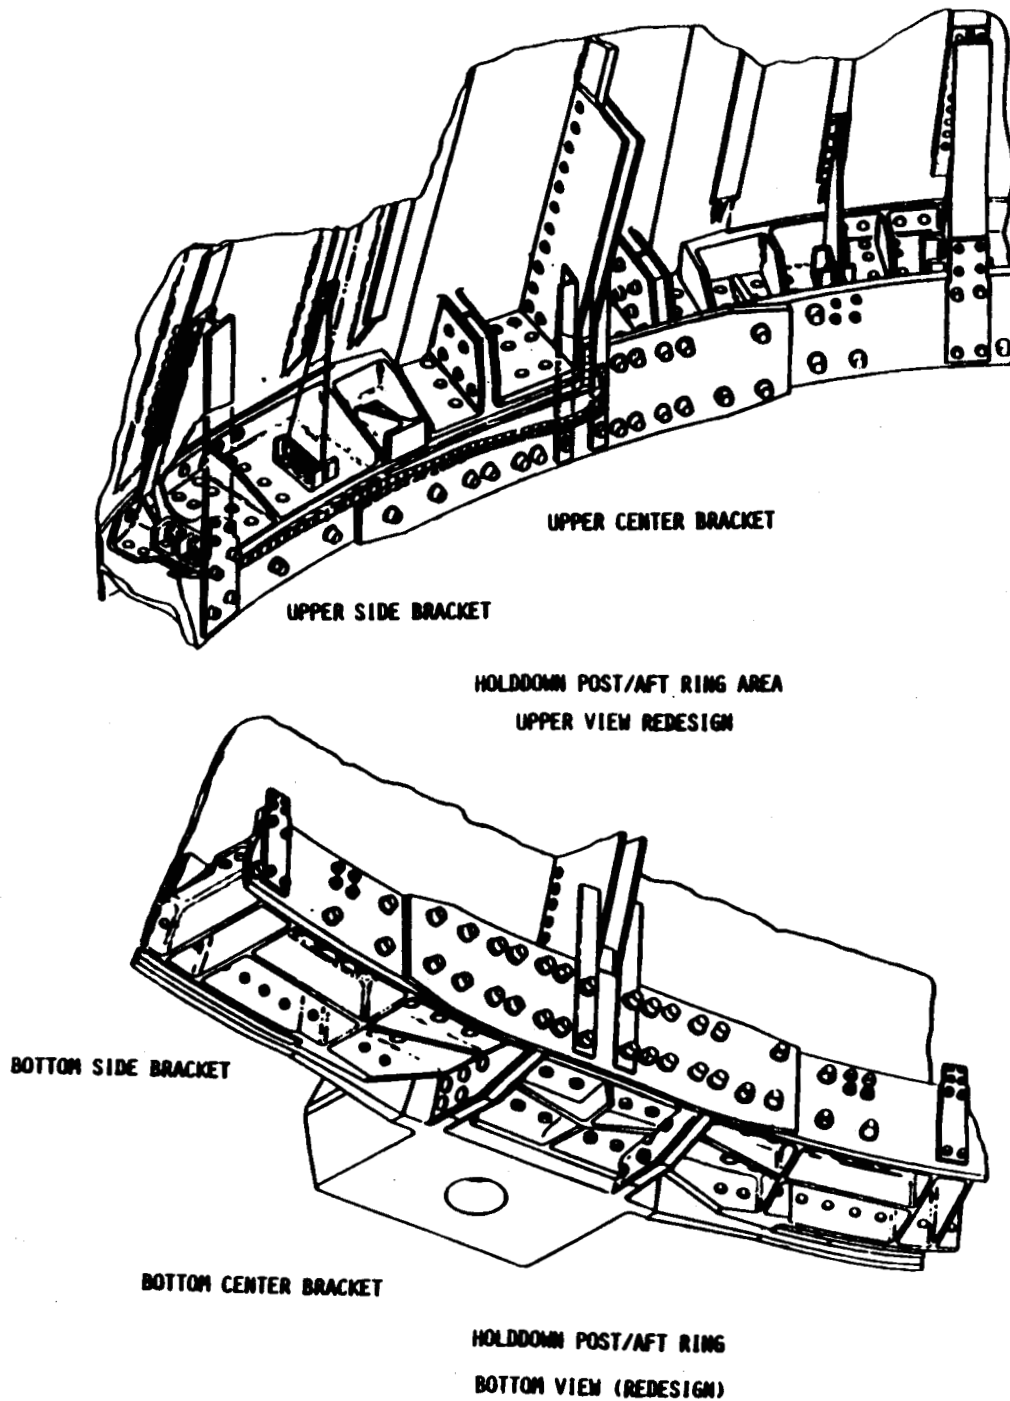 UPPER CENTER BRACKET
UPPER SIDE BRACKET
HOLDDOWN POST/AFT RING AREA
UPPER VIEW REDESIGN
BOTTOM SIDE BRACKET
BOTTOM CENTER BRACKET
HOLDDOWN POST/AFT RING
BOTTOM VIEW (REDESIGN)